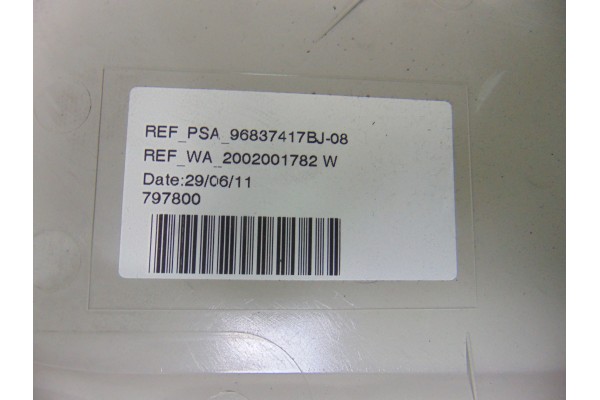 REF_PSA_96837417BJ-08
REF_WA_2002001782 W
Date:29/06/11
797800